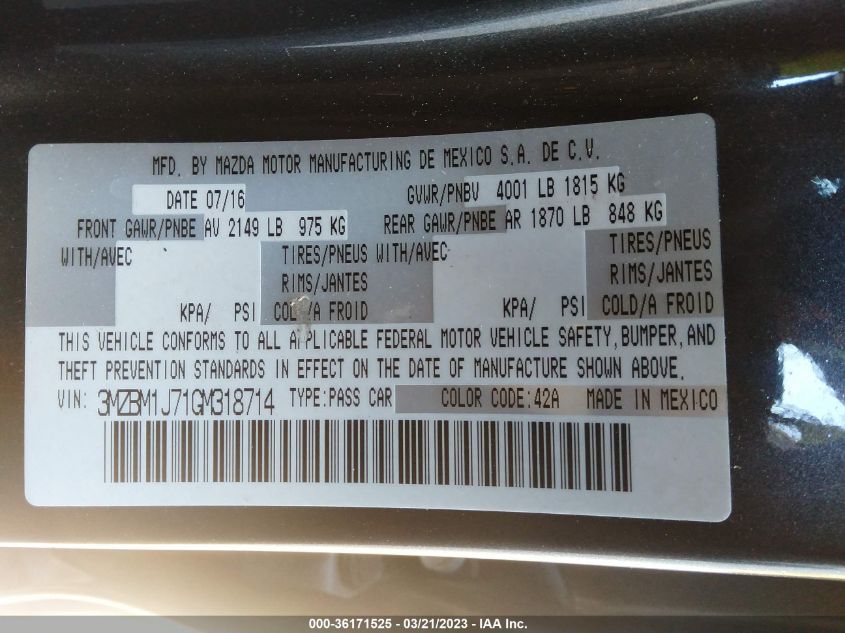 MFD. BY MAZDA MOTOR MANUFACTURING DE MEXICO S.A. DE C.V.
DATE 07/16 GVWR/PNBV 4001 LB 1815 KG
FRONT GAWR/PNBE AV 2149 LB 975 KG REAR GAWR/PNBE AR 1870 LB 848 KG
WITH/AVEC TIRES/PNEUS WITH/AVEC TIRES/PNEUS
RIMS/JANTES RIMS/JANTES
KPA/ PSI COLD/A FROID KPA/ PSI COLD/A FROID
THIS VEHICLE CONFORMS TO ALL APPLICABLE FEDERAL MOTOR VEHICLE SAFETY, BUMPER, AND
THEFT PREVENTION STANDARDS IN EFFECT ON THE DATE OF MANUFACTURE SHOWN ABOVE.
VIN: 3MZBM1J71GM318714 TYPE:PASS CAR COLOR CODE:42A MADE IN MEXICO
000-36171525 - 03/21/2023 - IAA Inc.